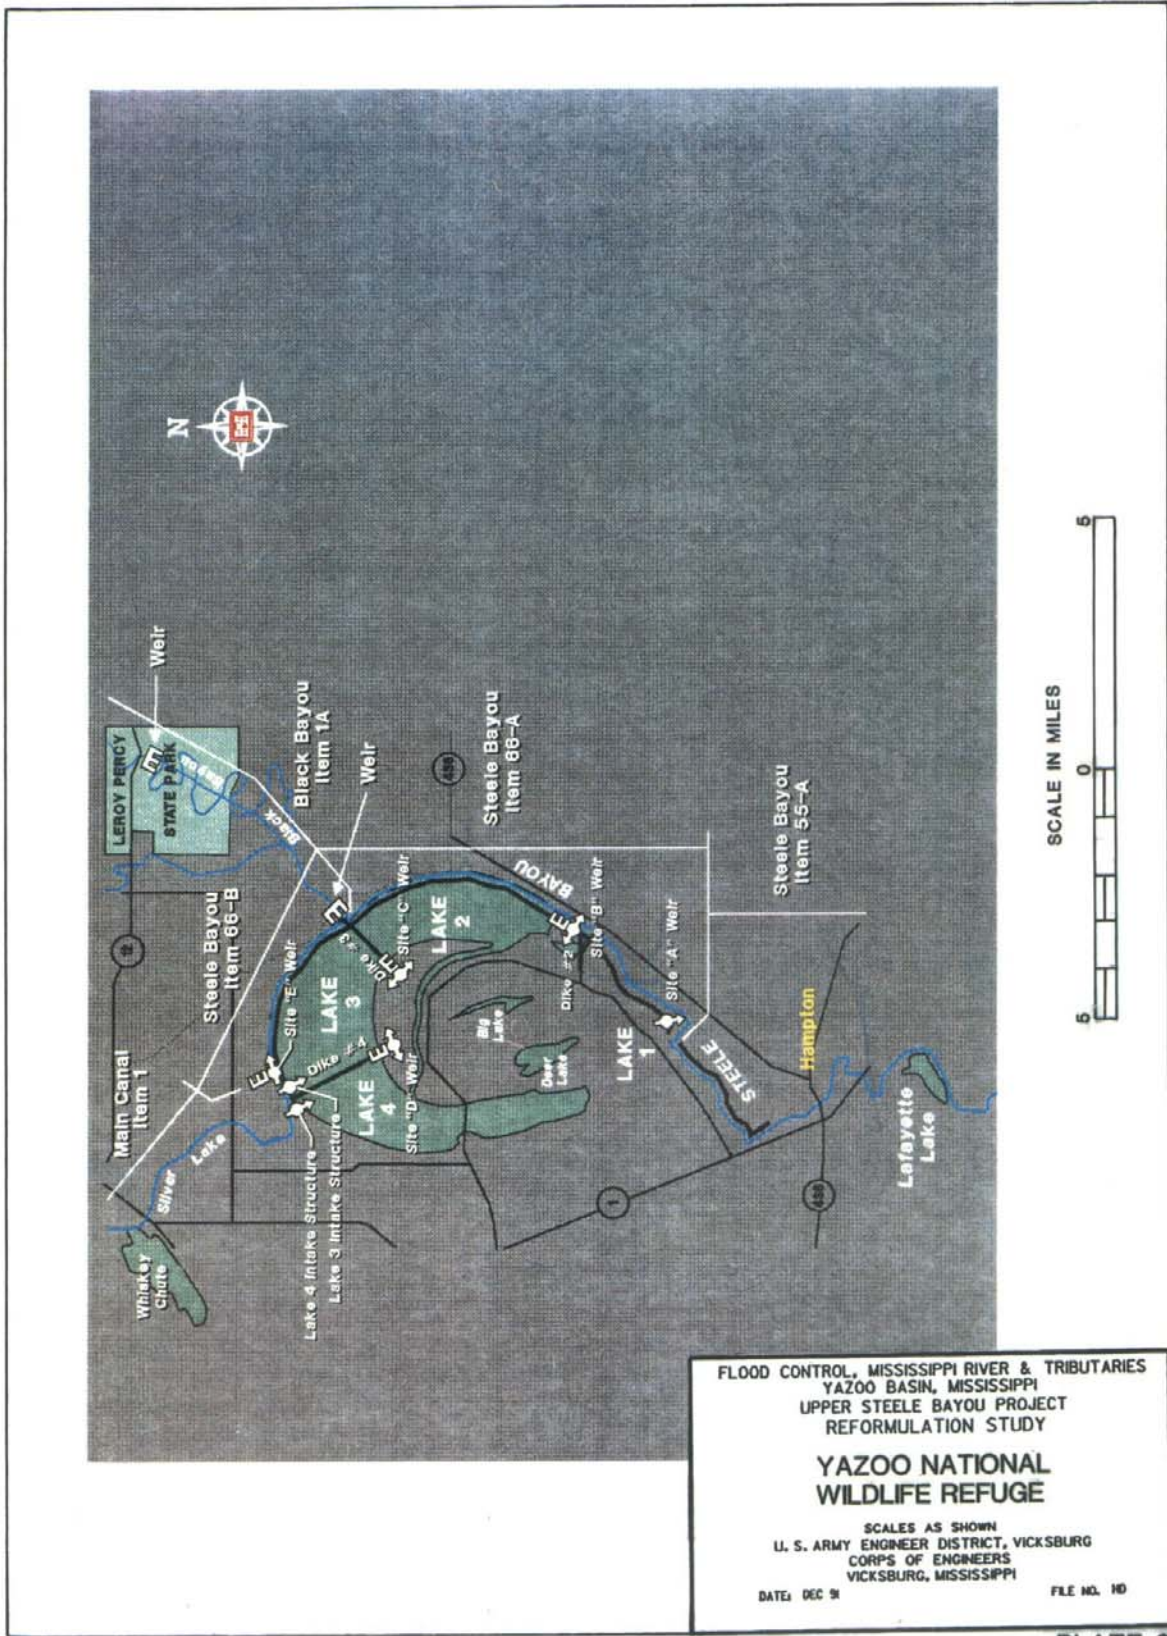 N
LEROY PERCY
STATE PARK
Weir
Black
Bayou
Black Bayou
Item 1A
Weir
Steele Bayou
Item 66-B
Main Canal
Item 1
Silver
Lake
Whiskey
Chute
Lake 4 Intake Structure
Lake 3 Intake Structure
Site "E" Weir
Dike #3
Site "C" Weir
LAKE
3
Dike #4
LAKE
4
Site "D" Weir
LAKE
2
436
Steele Bayou
Item 66-A
BAYOU
Big
Lake
Deer
Lake
Dike #2
Site "B" Weir
LAKE
1
Site "A" Weir
STEELE
Steele Bayou
Item 55-A
Hampton
1
436
Lafayette
Lake
SCALE IN MILES
5
0
5
FLOOD CONTROL, MISSISSIPPI RIVER & TRIBUTARIES
YAZOO BASIN, MISSISSIPPI
UPPER STEELE BAYOU PROJECT
REFORMULATION STUDY
YAZOO NATIONAL
WILDLIFE REFUGE
SCALES AS SHOWN
U. S. ARMY ENGINEER DISTRICT, VICKSBURG
CORPS OF ENGINEERS
VICKSBURG, MISSISSIPPI
DATE: DEC 91
FILE NO. HD